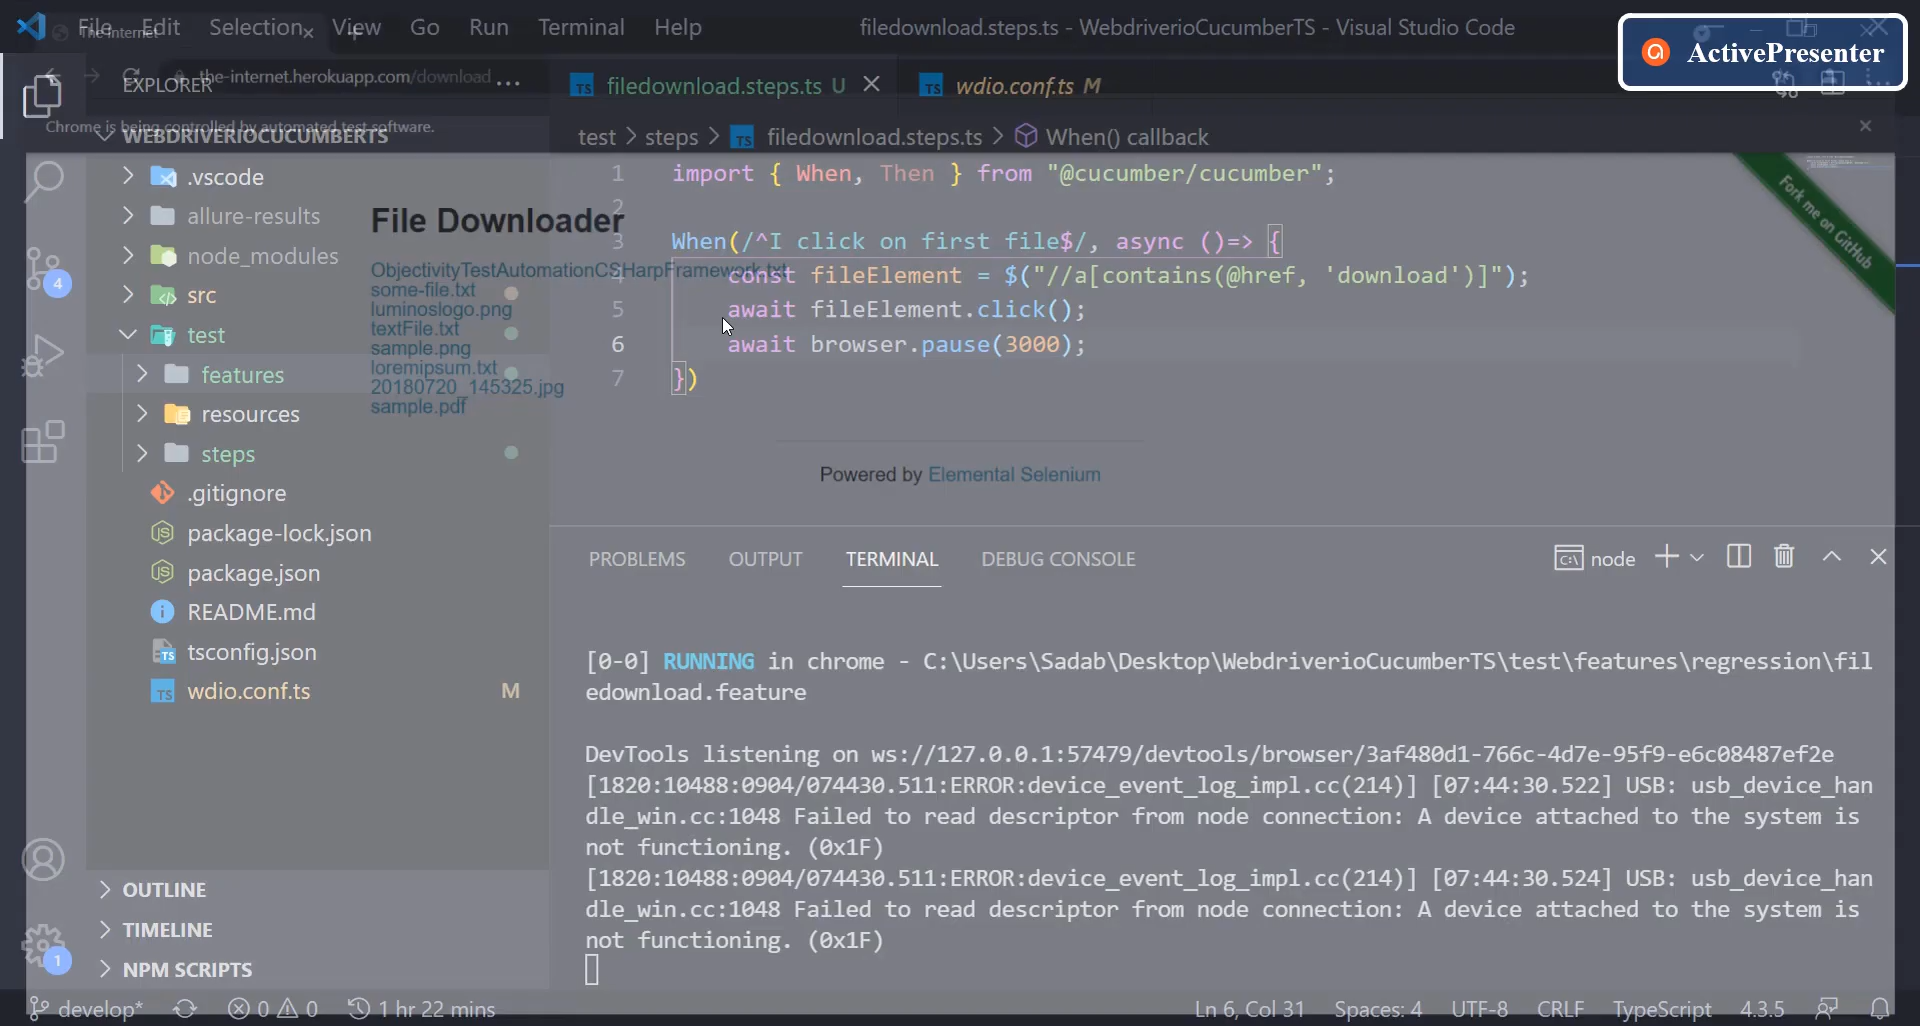 File Edit Selection View Go Run Terminal Help
filedownload.steps.ts - WebdriverioCucumberTS - Visual Studio Code
ActivePresenter
The Internet
the-internet.herokuapp.com/download
EXPLORER
filedownload.steps.ts U
wdio.conf.ts M
Chrome is being controlled by automated test software.
WEBDRIVERIOCUCUMBERTS
test > steps > TS filedownload.steps.ts > When() callback
.vscode
allure-results
node_modules
src
test
features
resources
steps
.gitignore
package-lock.json
package.json
README.md
tsconfig.json
wdio.conf.ts M
4
1
OUTLINE
TIMELINE
NPM SCRIPTS
File Downloader
ObjectivityTestAutomationCSHarpFramework.txt
some-file.txt
luminoslogo.png
textFile.txt
sample.png
loremipsum.txt
20180720_145325.jpg
sample.pdf
Fork me on GitHub
1 import { When, Then } from "@cucumber/cucumber";
2
3 When(/^I click on first file$/, async ()=> {
4 const fileElement = $("//a[contains(@href, 'download')]");
5 await fileElement.click();
6 await browser.pause(3000);
7 })
Powered by Elemental Selenium
PROBLEMS OUTPUT TERMINAL DEBUG CONSOLE
node
[0-0] RUNNING in chrome - C:\Users\Sadab\Desktop\WebdriverioCucumberTS\test\features\regression\fil
edownload.feature
DevTools listening on ws://127.0.0.1:57479/devtools/browser/3af480d1-766c-4d7e-95f9-e6c08487ef2e
[1820:10488:0904/074430.511:ERROR:device_event_log_impl.cc(214)] [07:44:30.522] USB: usb_device_han
dle_win.cc:1048 Failed to read descriptor from node connection: A device attached to the system is
not functioning. (0x1F)
[1820:10488:0904/074430.511:ERROR:device_event_log_impl.cc(214)] [07:44:30.524] USB: usb_device_han
dle_win.cc:1048 Failed to read descriptor from node connection: A device attached to the system is
not functioning. (0x1F)
develop* 0 0 1 hr 22 mins
Ln 6, Col 31 Spaces: 4 UTF-8 CRLF TypeScript 4.3.5